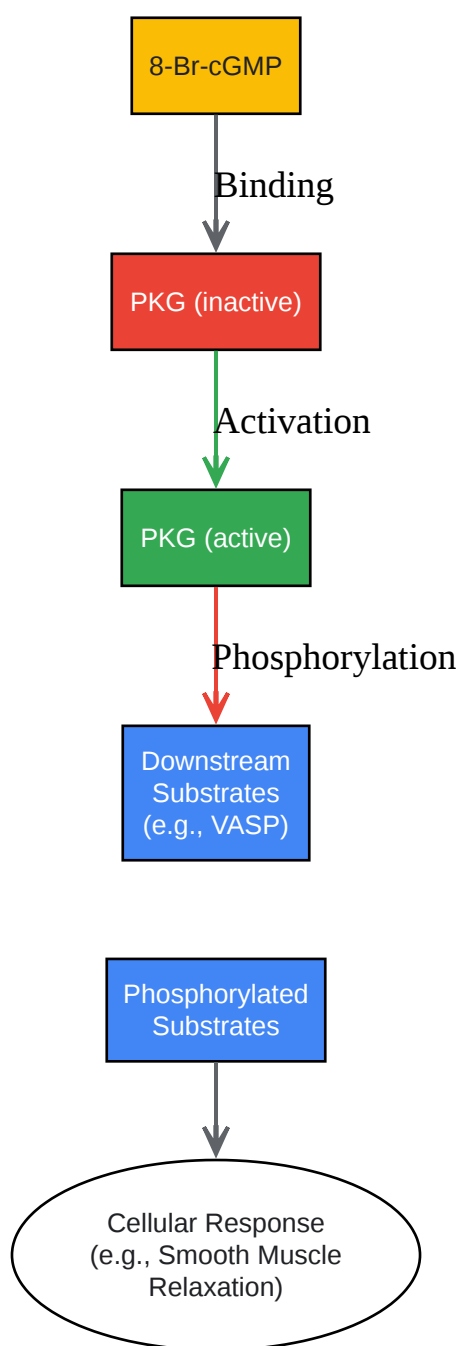 8-Br-cGMP
Binding
PKG (inactive)
Activation
PKG (active)
Phosphorylation
Downstream
Substrates
(e.g., VASP)
Phosphorylated
Substrates
Cellular Response
(e.g., Smooth Muscle
Relaxation)